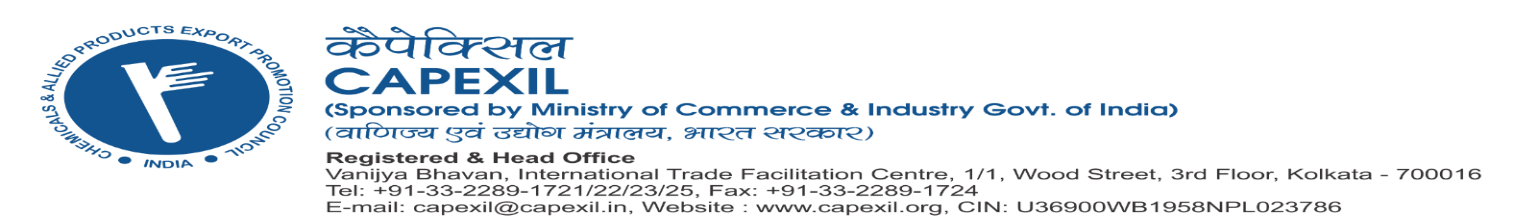 CHEMICALS & ALLIED PRODUCTS EXPORT PROMOTION COUNCIL
INDIA
कैपेक्सिल
CAPEXIL
(Sponsored by Ministry of Commerce & Industry Govt. of India)
(वाणिज्य एवं उद्योग मंत्रालय, भारत सरकार)
Registered & Head Office
Vanijya Bhavan, International Trade Facilitation Centre, 1/1, Wood Street, 3rd Floor, Kolkata - 700016
Tel: +91-33-2289-1721/22/23/25, Fax: +91-33-2289-1724
E-mail: capexil@capexil.in, Website : www.capexil.org, CIN: U36900WB1958NPL023786